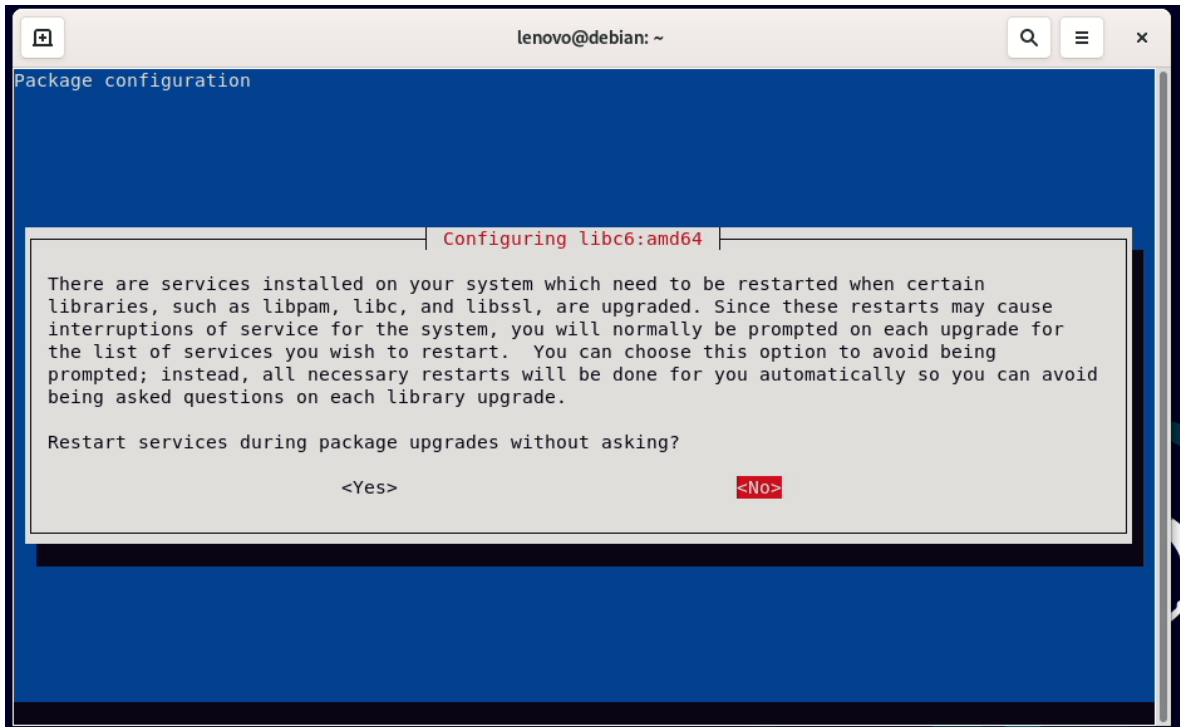 lenovo@debian: ~
Package configuration
Configuring libc6:amd64
There are services installed on your system which need to be restarted when certain
libraries, such as libpam, libc, and libssl, are upgraded. Since these restarts may cause
interruptions of service for the system, you will normally be prompted on each upgrade for
the list of services you wish to restart.  You can choose this option to avoid being
prompted; instead, all necessary restarts will be done for you automatically so you can avoid
being asked questions on each library upgrade.
Restart services during package upgrades without asking?
<Yes> <No>